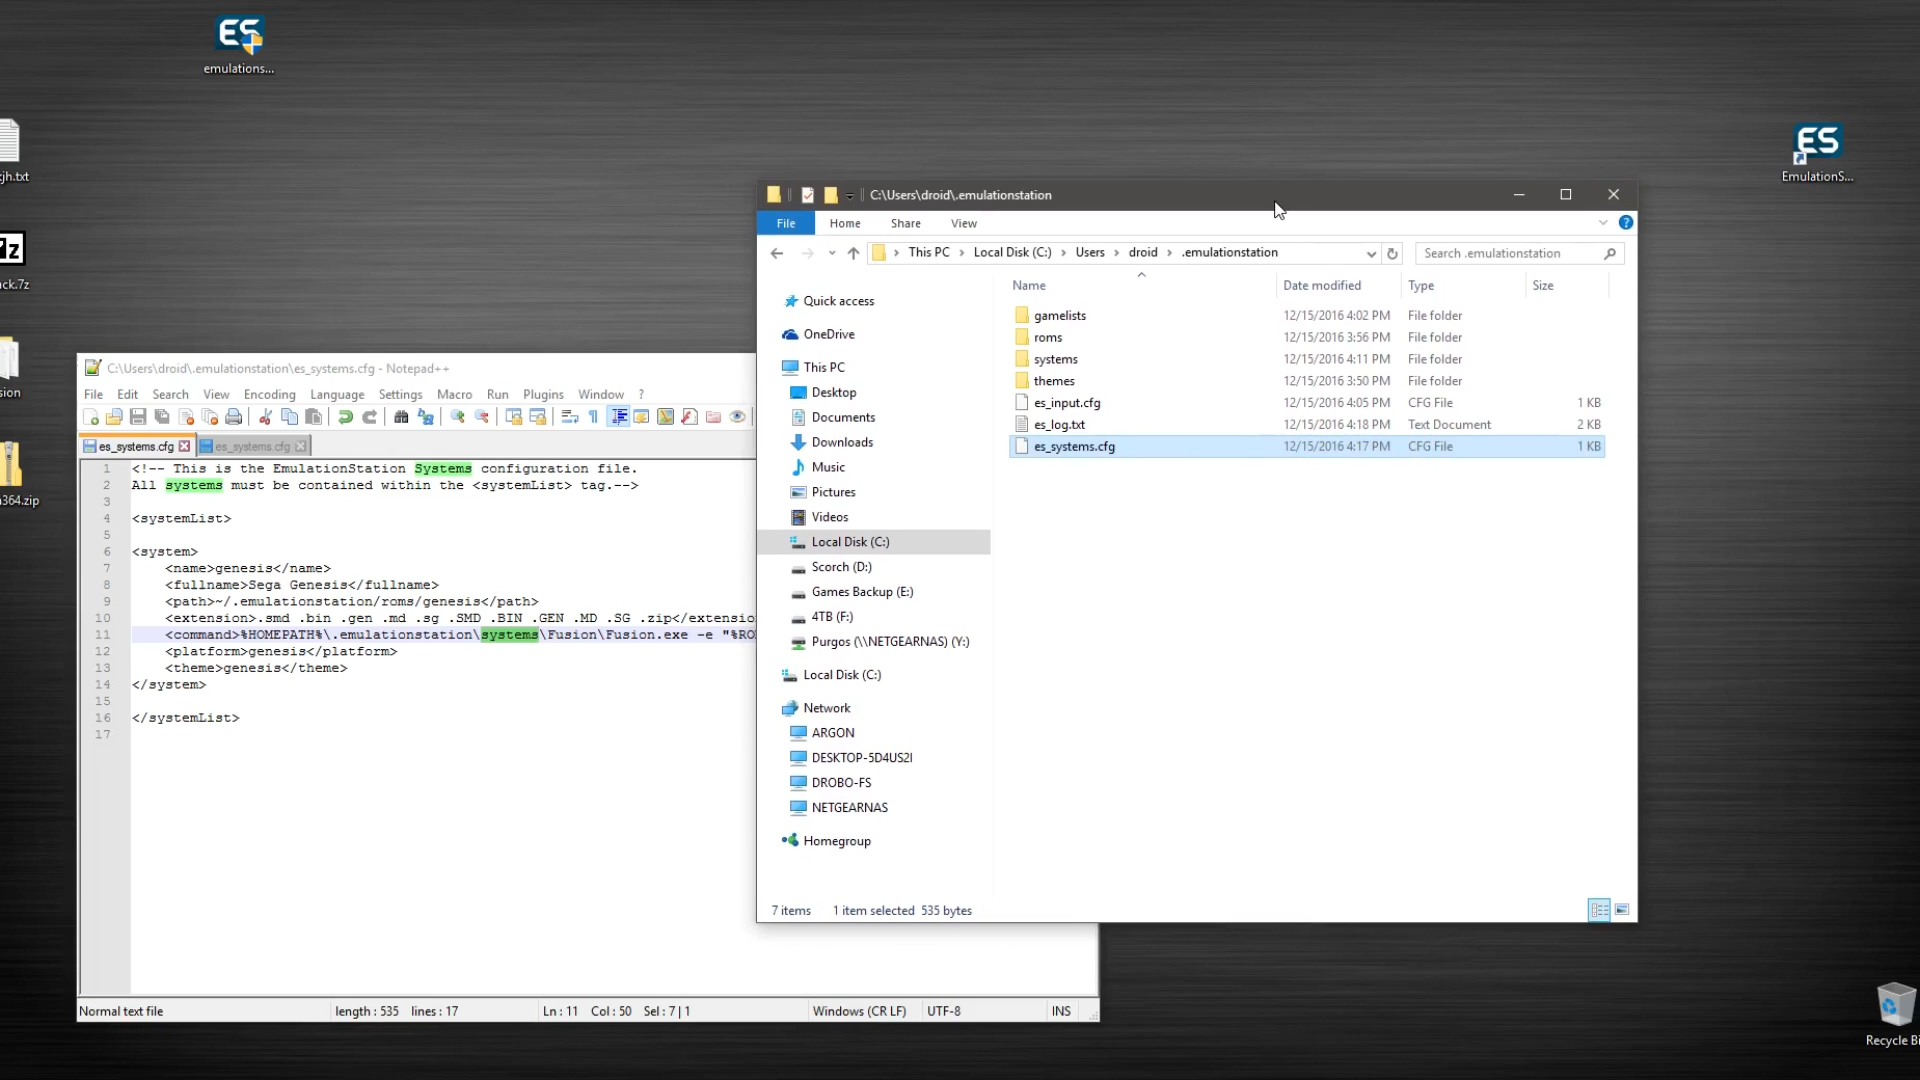 ES
emulations...
jh.txt
ES
EmulationS...
z
ck.7z
sion
364.zip
C:\Users\droid\.emulationstation
File Home Share View
This PC Local Disk (C:) Users droid .emulationstation
Search .emulationstation
Name Date modified Type Size
gamelists 12/15/2016 4:02 PM File folder
roms 12/15/2016 3:56 PM File folder
systems 12/15/2016 4:11 PM File folder
themes 12/15/2016 3:50 PM File folder
es_input.cfg 12/15/2016 4:05 PM CFG File 1 KB
es_log.txt 12/15/2016 4:18 PM Text Document 2 KB
es_systems.cfg 12/15/2016 4:17 PM CFG File 1 KB
Quick access
OneDrive
This PC
Desktop
Documents
Downloads
Music
Pictures
Videos
Local Disk (C:)
Scorch (D:)
Games Backup (E:)
4TB (F:)
Purgos (\\NETGEARNAS) (Y:)
Local Disk (C:)
Network
ARGON
DESKTOP-5D4US2I
DROBO-FS
NETGEARNAS
Homegroup
7 items 1 item selected 535 bytes
C:\Users\droid\.emulationstation\es_systems.cfg - Notepad++
File Edit Search View Encoding Language Settings Macro Run Plugins Window ?
es_systems.cfg es_systems.cfg
1 <!-- This is the EmulationStation Systems configuration file.
2 All systems must be contained within the <systemList> tag.-->
3
4 <systemList>
5
6 <system>
7 <name>genesis</name>
8 <fullname>Sega Genesis</fullname>
9 <path>~/.emulationstation/roms/genesis</path>
10 <extension>.smd .bin .gen .md .sg .SMD .BIN .GEN .MD .SG .zip</extensio
11 <command>%HOMEPATH%\.emulationstation\systems\Fusion\Fusion.exe -e "%RO
12 <platform>genesis</platform>
13 <theme>genesis</theme>
14 </system>
15
16 </systemList>
17
Normal text file length : 535 lines : 17 Ln : 11 Col : 50 Sel : 7 | 1 Windows (CR LF) UTF-8 INS
Recycle Bi